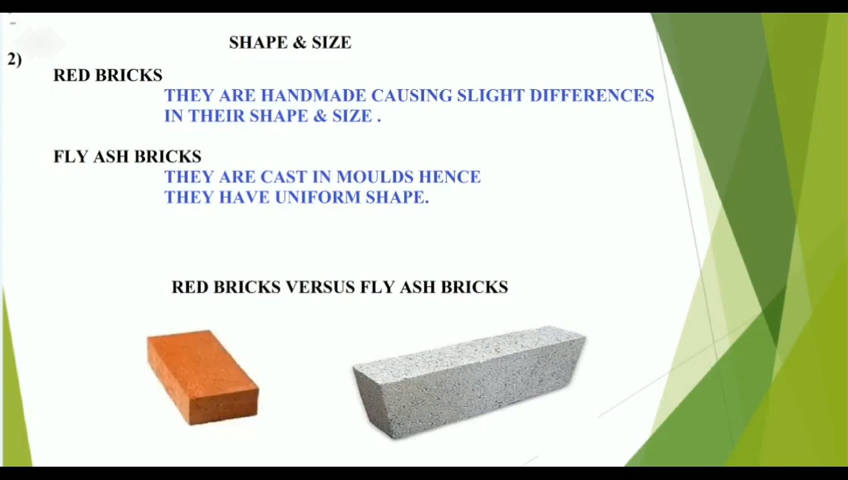 SHAPE & SIZE
2)
RED BRICKS
THEY ARE HANDMADE CAUSING SLIGHT DIFFERENCES
IN THEIR SHAPE & SIZE .
FLY ASH BRICKS
THEY ARE CAST IN MOULDS HENCE
THEY HAVE UNIFORM SHAPE.
RED BRICKS VERSUS FLY ASH BRICKS